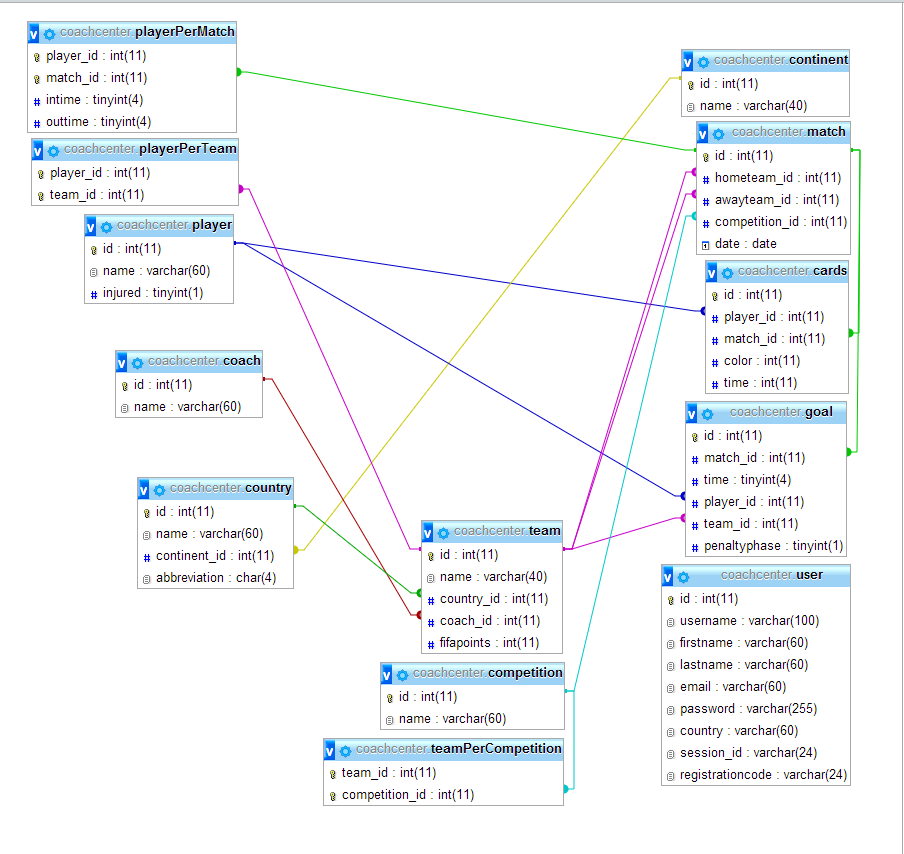 coachcenter.playerPerMatch
player_id : int(11)
match_id : int(11)
intime : tinyint(4)
outtime : tinyint(4)
coachcenter.playerPerTeam
player_id : int(11)
team_id : int(11)
coachcenter.player
id : int(11)
name : varchar(60)
injured : tinyint(1)
coachcenter.coach
id : int(11)
name : varchar(60)
coachcenter.country
id : int(11)
name : varchar(60)
continent_id : int(11)
abbreviation : char(4)
coachcenter.team
id : int(11)
name : varchar(40)
country_id : int(11)
coach_id : int(11)
fifapoints : int(11)
coachcenter.competition
id : int(11)
name : varchar(60)
coachcenter.teamPerCompetition
team_id : int(11)
competition_id : int(11)
coachcenter.continent
id : int(11)
name : varchar(40)
coachcenter.match
id : int(11)
hometeam_id : int(11)
awayteam_id : int(11)
competition_id : int(11)
date : date
coachcenter.cards
id : int(11)
player_id : int(11)
match_id : int(11)
color : int(11)
time : int(11)
coachcenter.goal
id : int(11)
match_id : int(11)
time : tinyint(4)
player_id : int(11)
team_id : int(11)
penaltyphase : tinyint(1)
coachcenter.user
id : int(11)
username : varchar(100)
firstname : varchar(60)
lastname : varchar(60)
email : varchar(60)
password : varchar(255)
country : varchar(60)
session_id : varchar(24)
registrationcode : varchar(24)